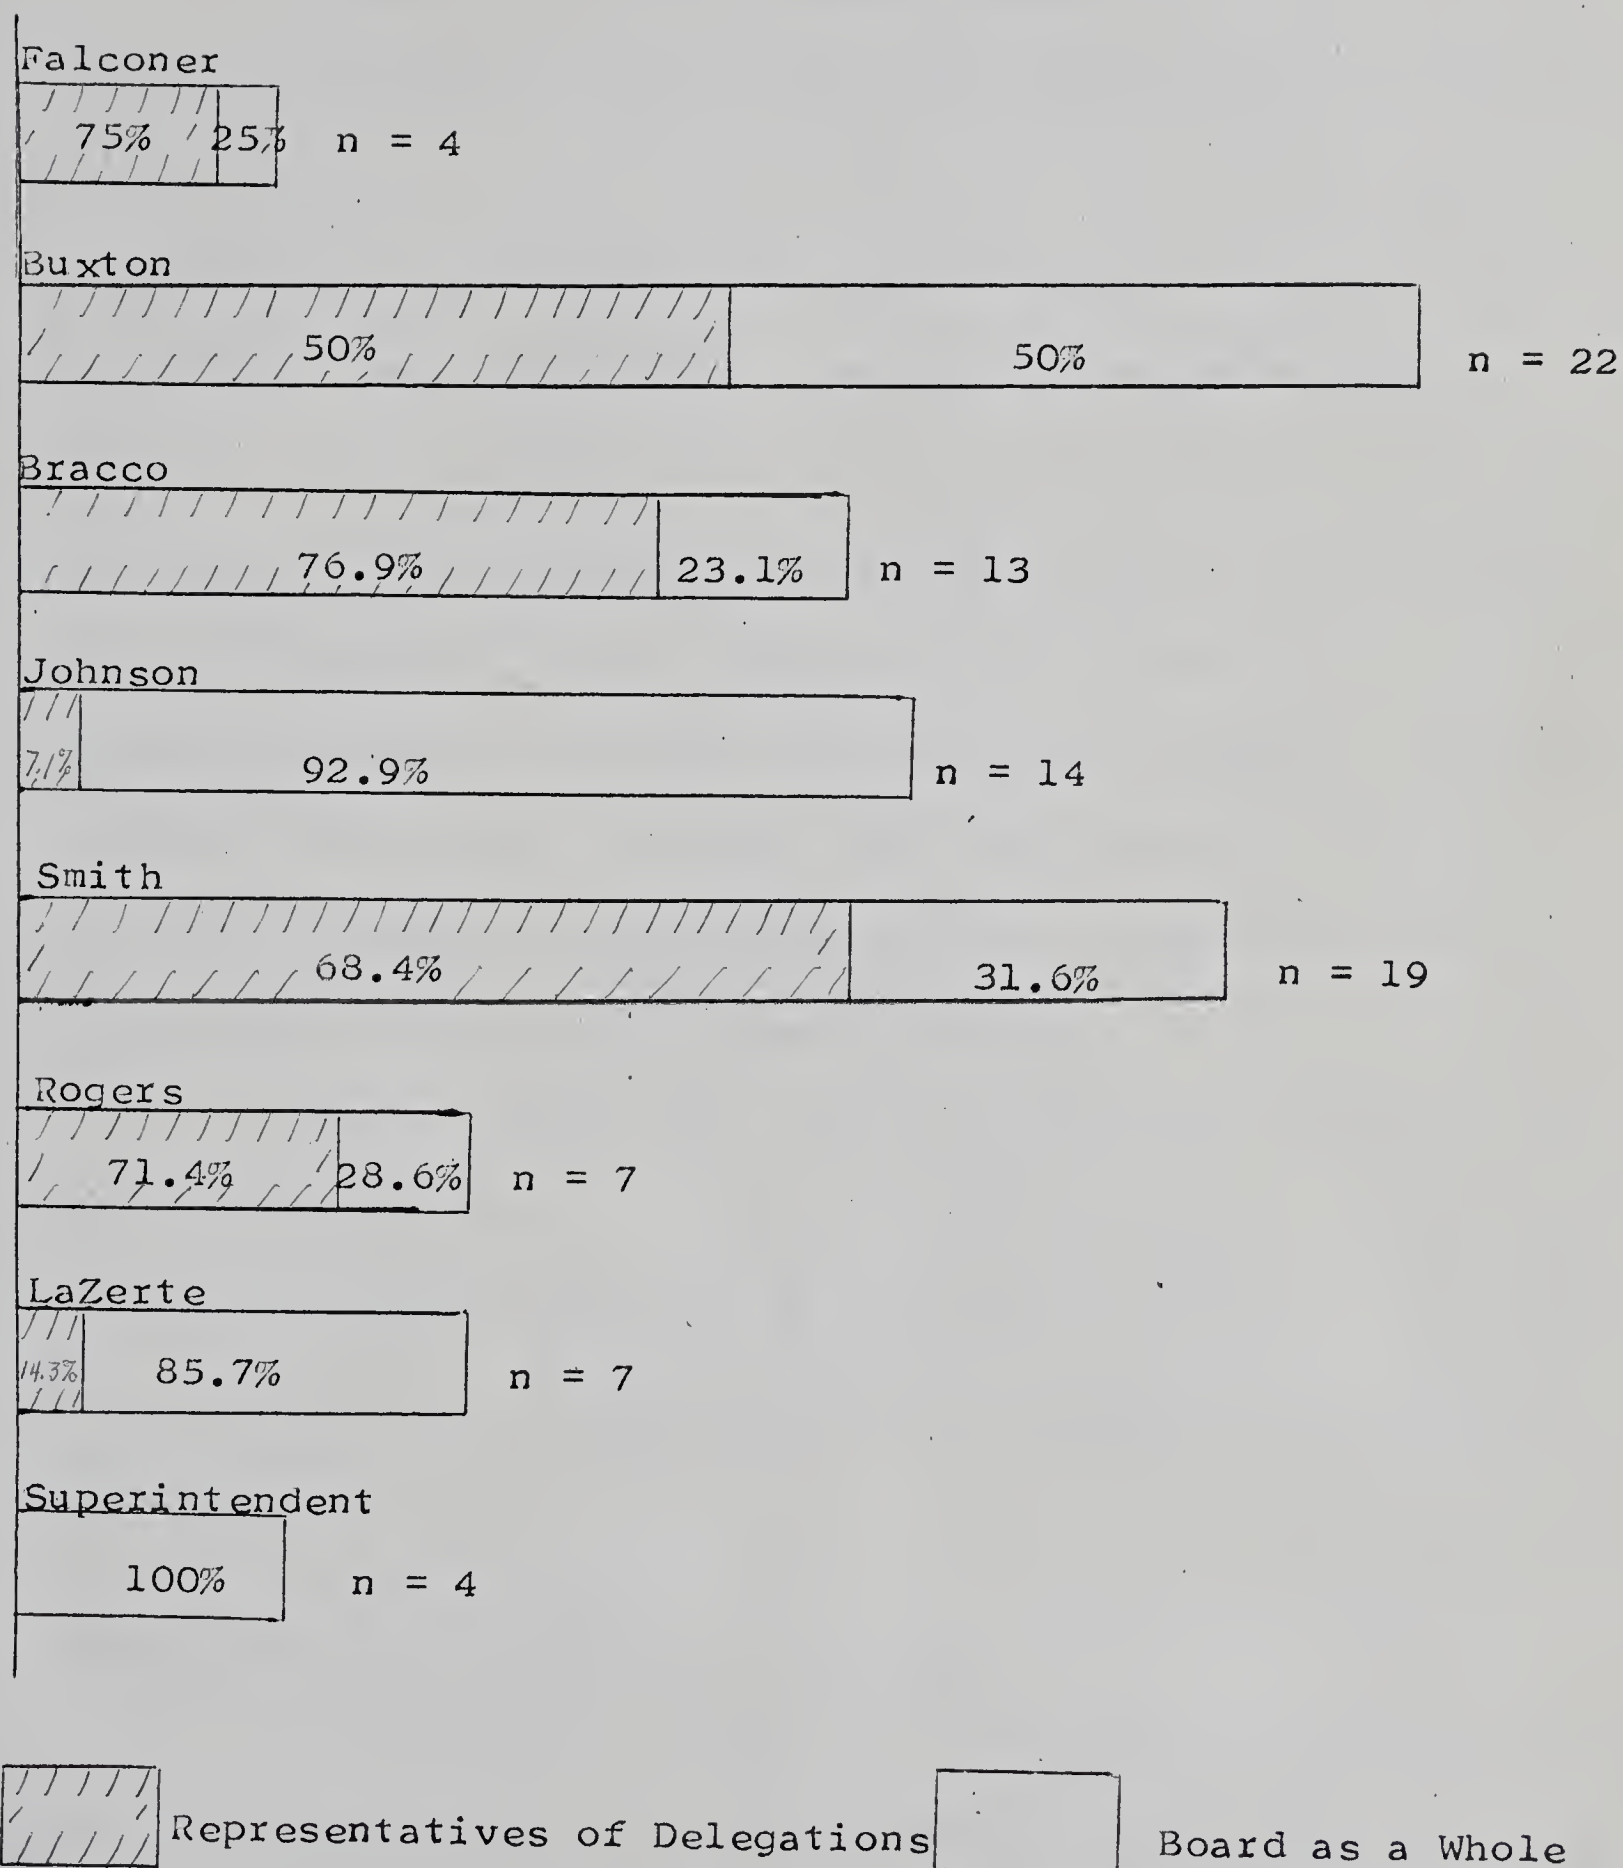 Falconer
75% 25% n = 4
Buxton
50% 50% n = 22
Bracco
76.9% 23.1% n = 13
Johnson
7.1% 92.9% n = 14
Smith
68.4% 31.6% n = 19
Rogers
71.4% 28.6% n = 7
LaZerte
14.3% 85.7% n = 7
Superintendent
100% n = 4
Representatives of Delegations Board as a Whole